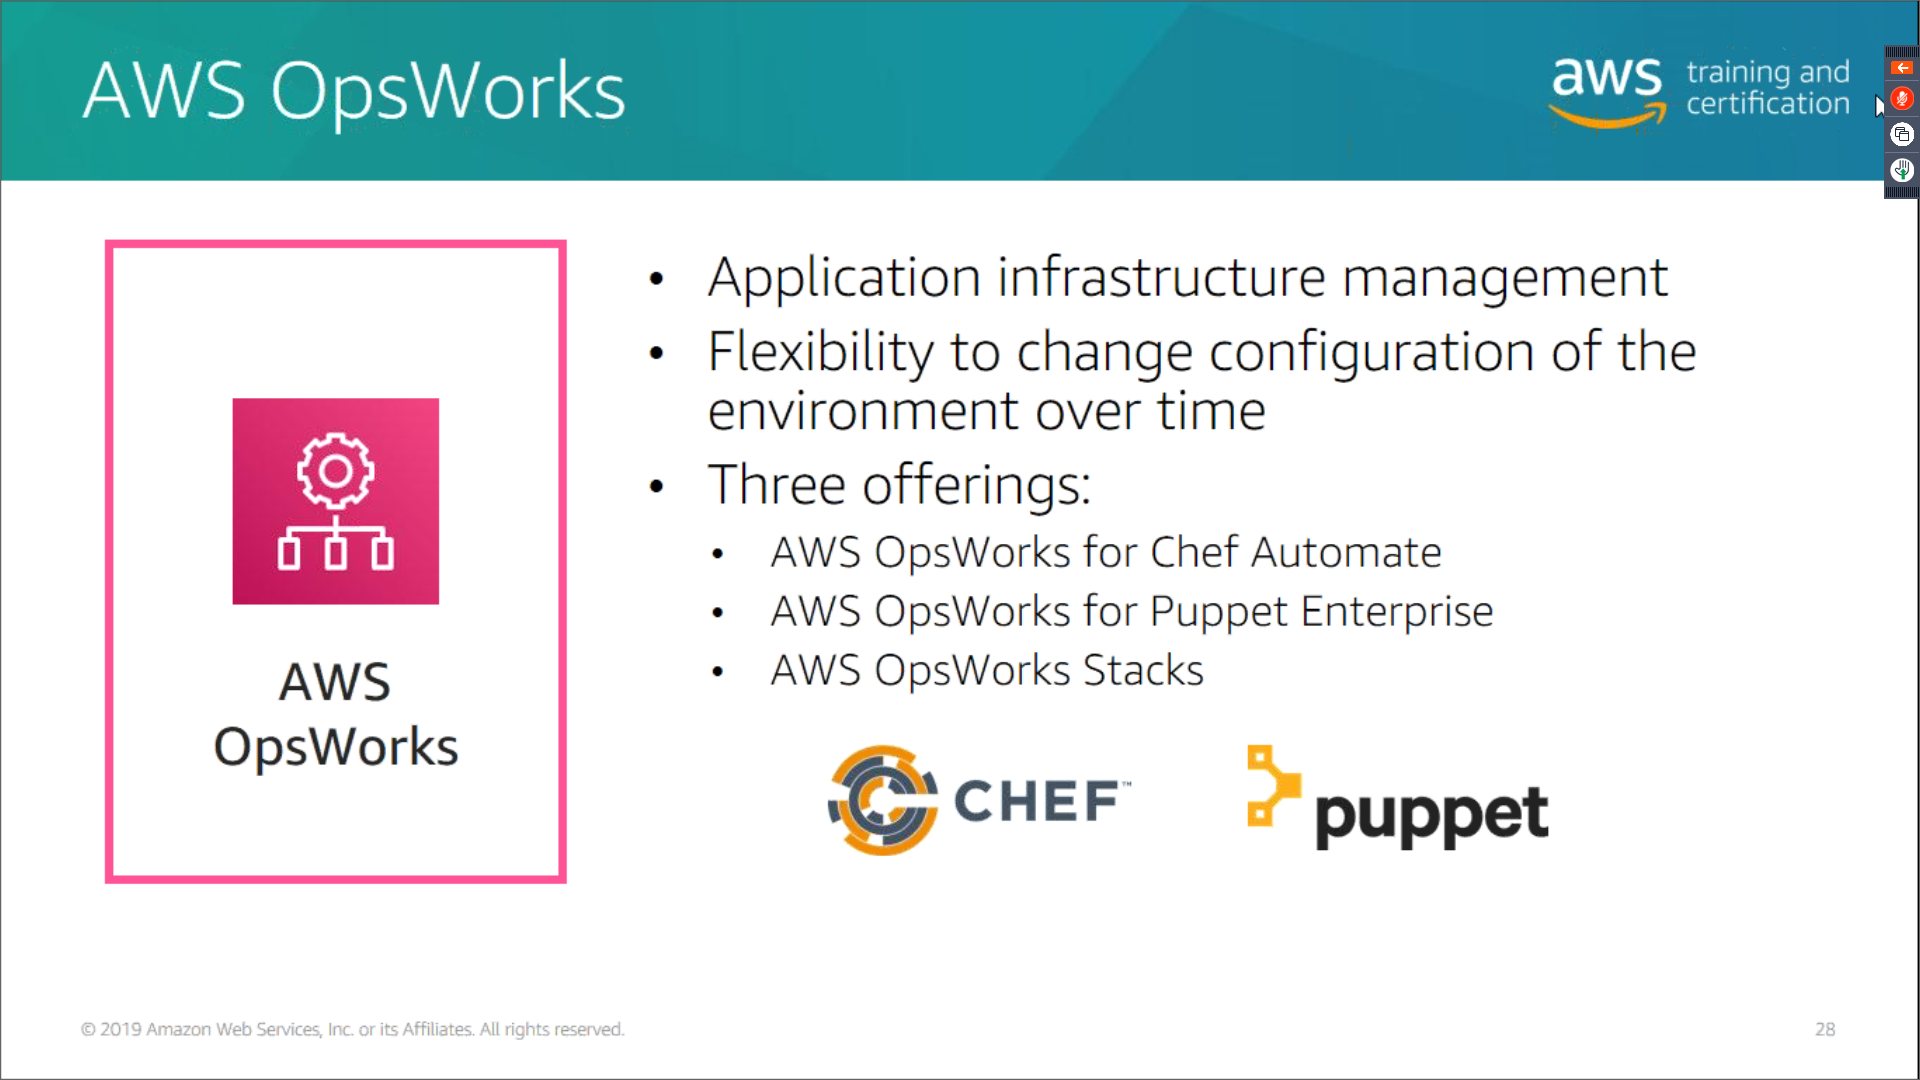 AWS OpsWorks
aws training and
certification
• Application infrastructure management
• Flexibility to change configuration of the
environment over time
• Three offerings:
• AWS OpsWorks for Chef Automate
• AWS OpsWorks for Puppet Enterprise
• AWS OpsWorks Stacks
AWS
OpsWorks
CHEF™
puppet
© 2019 Amazon Web Services, Inc. or its Affiliates. All rights reserved.
28